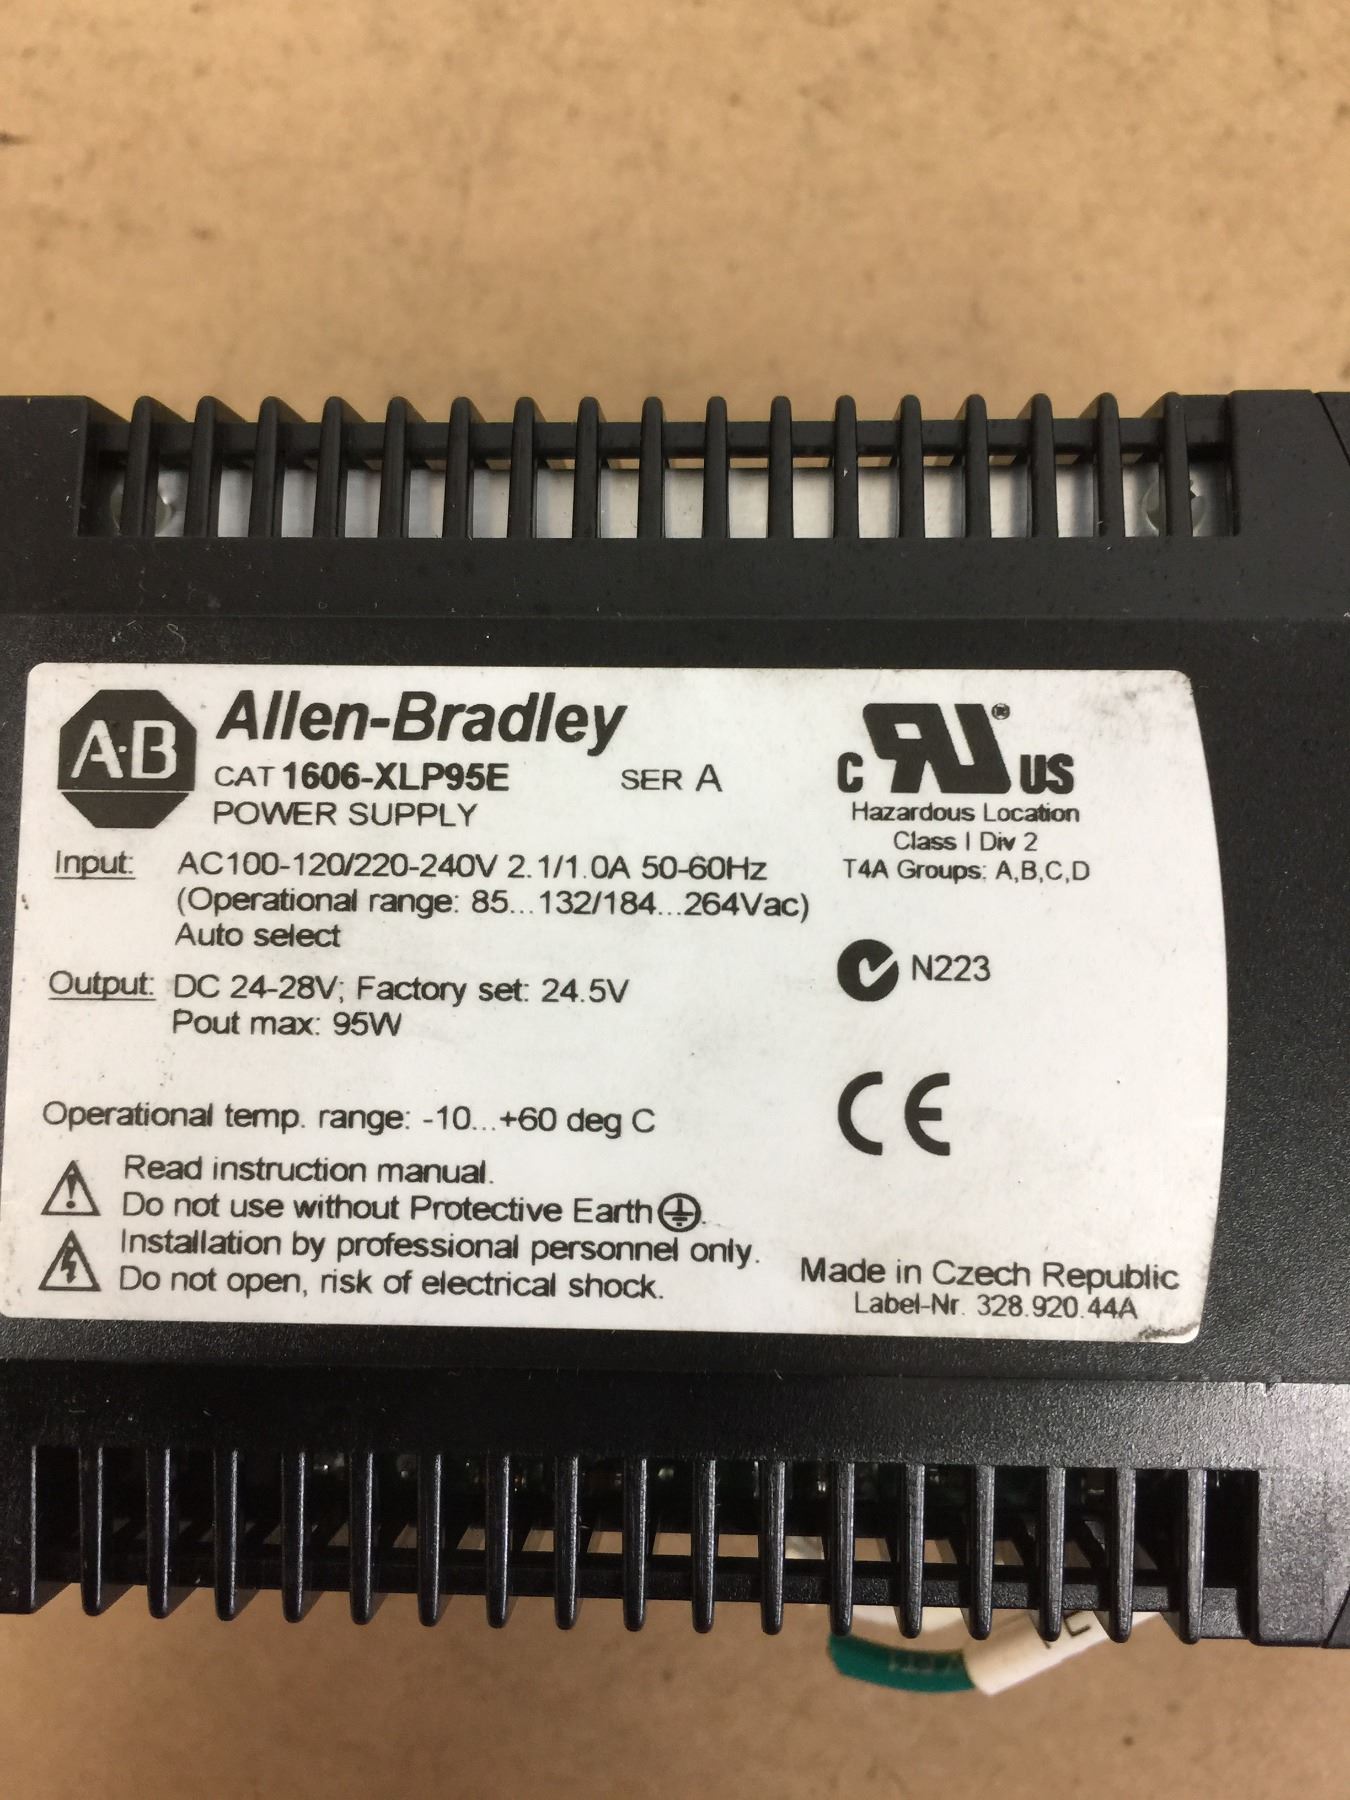 A·B Allen-Bradley
CAT 1606-XLP95E SER A
POWER SUPPLY
Input: AC100-120/220-240V 2.1/1.0A 50-60Hz
(Operational range: 85...132/184...264Vac)
Auto select
Output: DC 24-28V; Factory set: 24.5V
Pout max: 95W
Operational temp. range: -10...+60 deg C
Read instruction manual.
Do not use without Protective Earth.
Installation by professional personnel only.
Do not open, risk of electrical shock.
C RU ® US
Hazardous Location
Class I Div 2
T4A Groups: A,B,C,D
N223
CE
Made in Czech Republic
Label-Nr. 328.920.44A